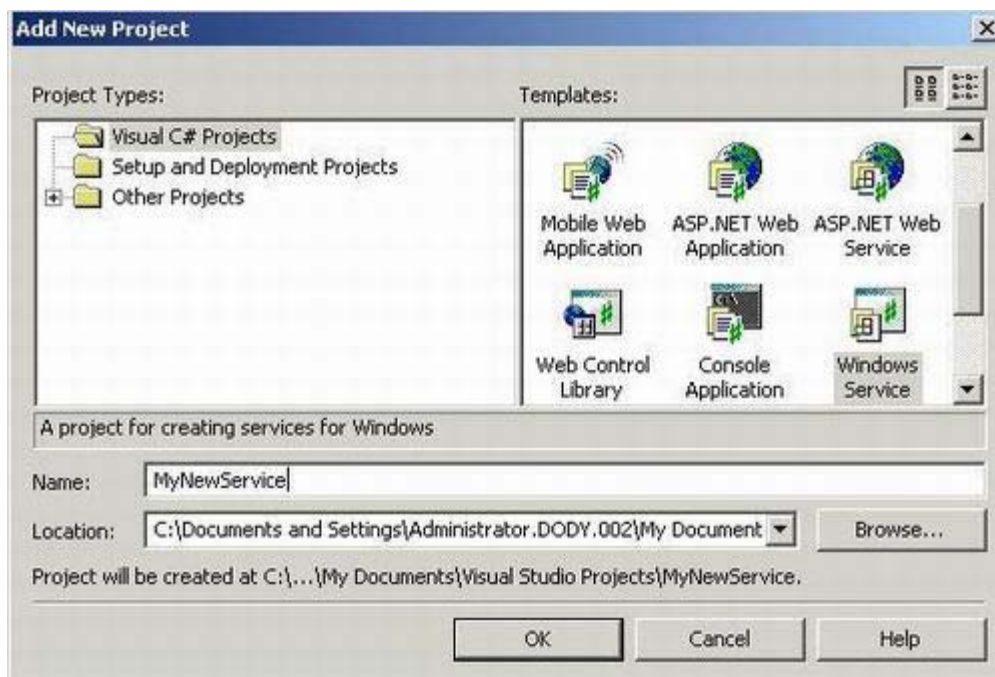 Add New Project
Project Types:
Templates:
Visual C# Projects
Setup and Deployment Projects
Other Projects
Mobile Web
Application
ASP.NET Web
Application
ASP.NET Web
Service
Web Control
Library
Console
Application
Windows
Service
A project for creating services for Windows
Name:
MyNewService
Location:
C:\Documents and Settings\Administrator.DODY.002\My Document
Browse...
Project will be created at C:\...\My Documents\Visual Studio Projects\MyNewService.
OK
Cancel
Help